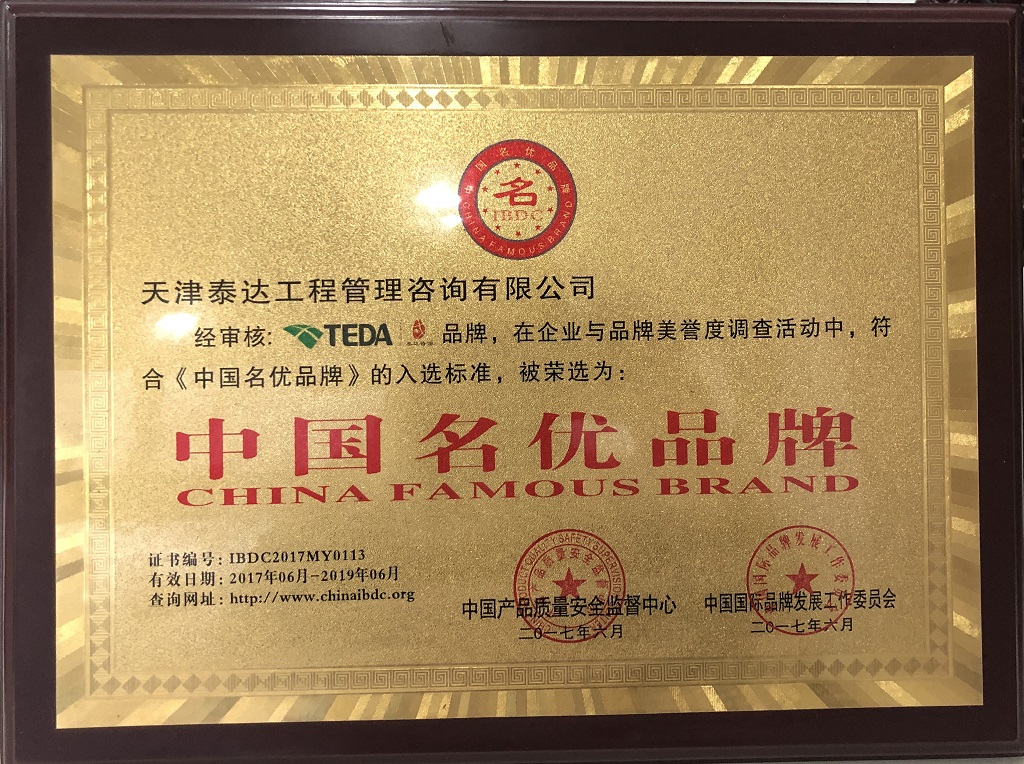 中国名优品牌
名
IBDC
CHINA FAMOUS BRAND
天津泰达工程管理咨询有限公司
经审核: TEDA 品牌，在企业与品牌美誉度调查活动中，符
合《中国名优品牌》的入选标准，被荣选为：
中国名优品牌
CHINA FAMOUS BRAND
证书编号：IBDC2017MY0113
有效日期：2017年06月-2019年06月
查询网址：http://www.chinaibdc.org
中国产品质量安全监督中心
二〇一七年六月
中国国际品牌发展工作委员会
二〇一七年六月